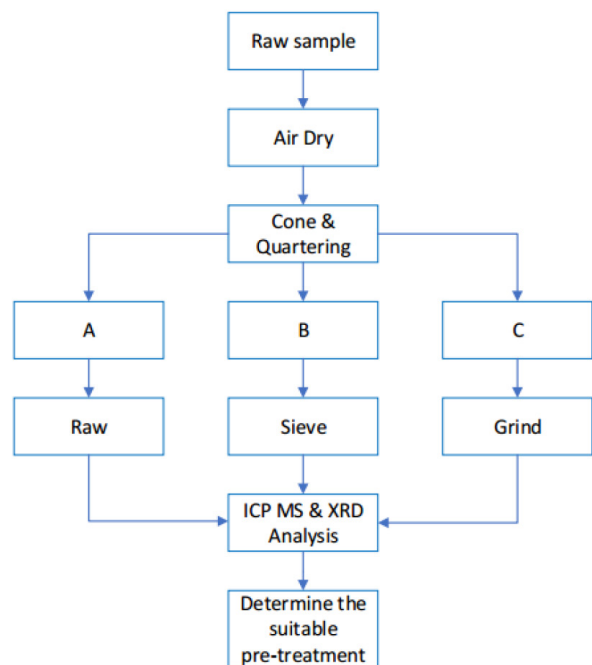 Raw sample
Air Dry
Cone &
Quartering
A
B
C
Raw
Sieve
Grind
ICP MS & XRD
Analysis
Determine the
suitable
pre-treatment